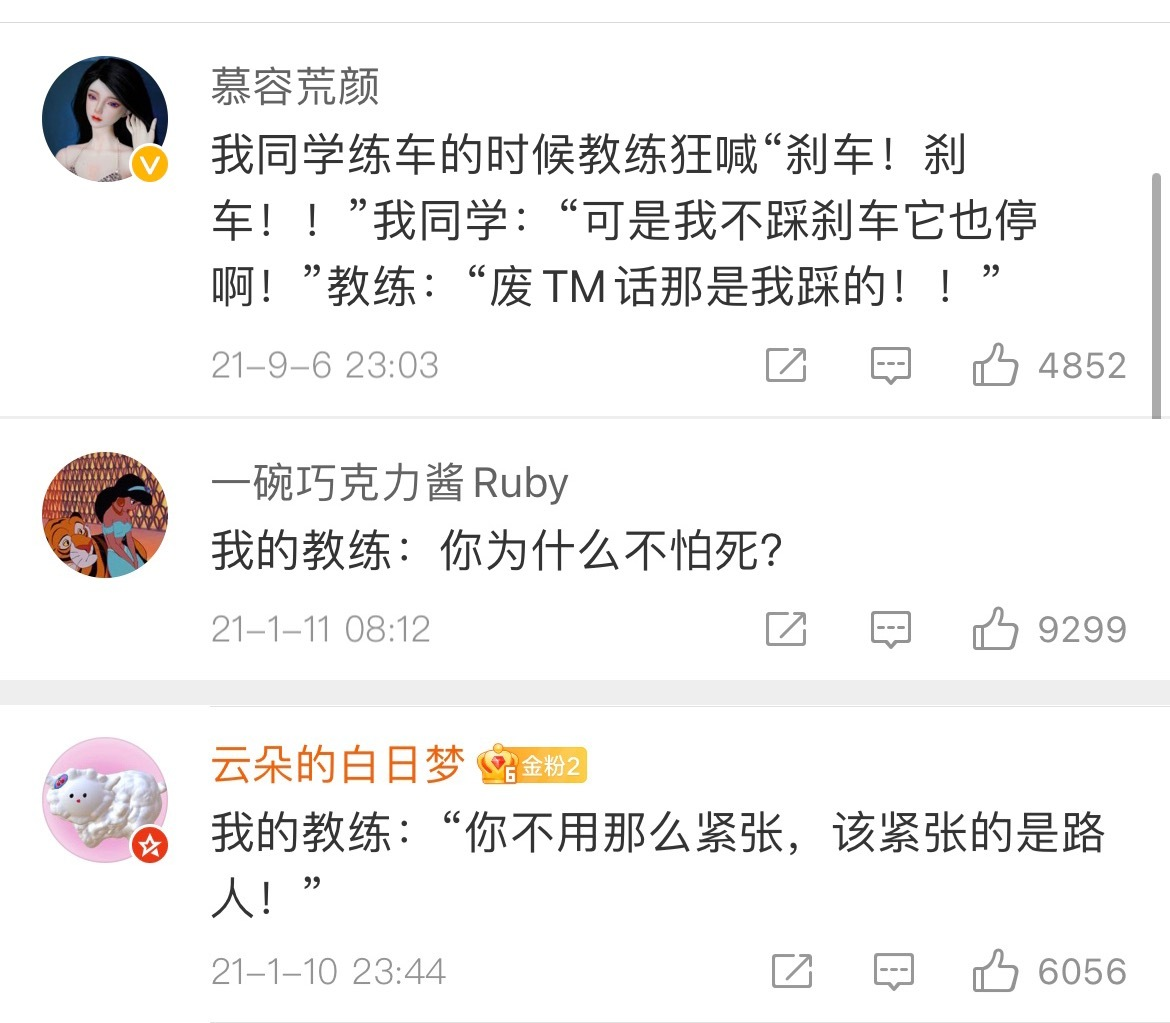 慕容荒颜
我同学练车的时候教练狂喊“刹车！刹
车！！”我同学：“可是我不踩刹车它也停
啊！”教练：“废TM话那是我踩的！！”
21-9-6 23:03
4852
一碗巧克力酱Ruby
我的教练：你为什么不怕死？
21-1-11 08:12
9299
云朵的白日梦 6 金粉2
我的教练：“你不用那么紧张，该紧张的是路
人！”
21-1-10 23:44
6056